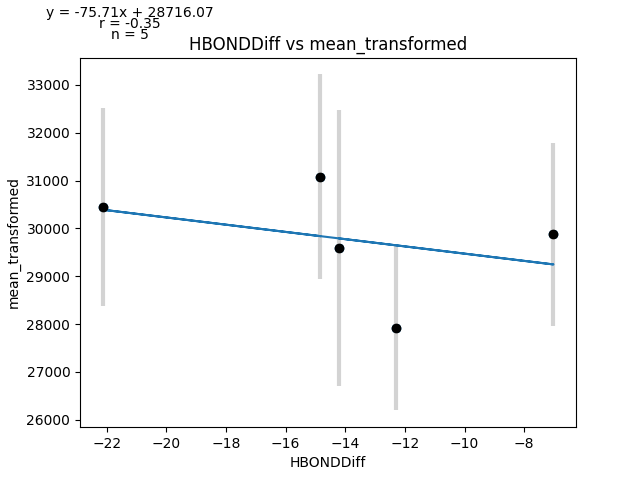 y = -75.71x + 28716.07
r = -0.35
n = 5
HBONDDiff vs mean_transformed
33000
32000
31000
30000
29000
28000
27000
26000
mean_transformed
−22
−20
−18
−16
−14
−12
−10
−8
HBONDDiff